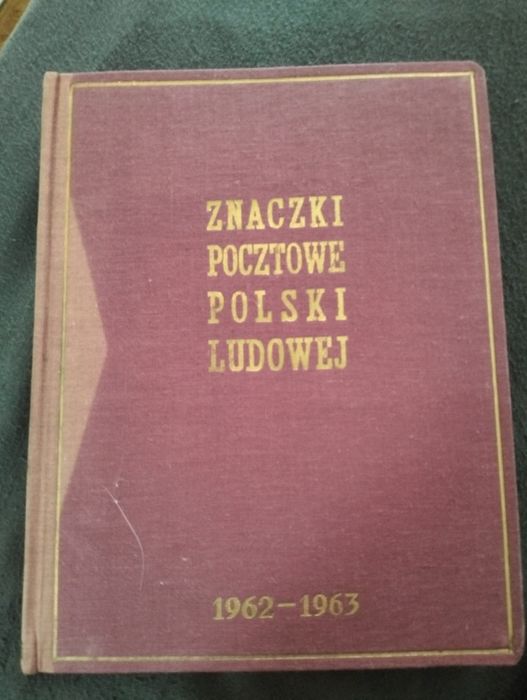 ZNACZKI
POCZTOWE
POLSKI
LUDOWEJ
1962-1963